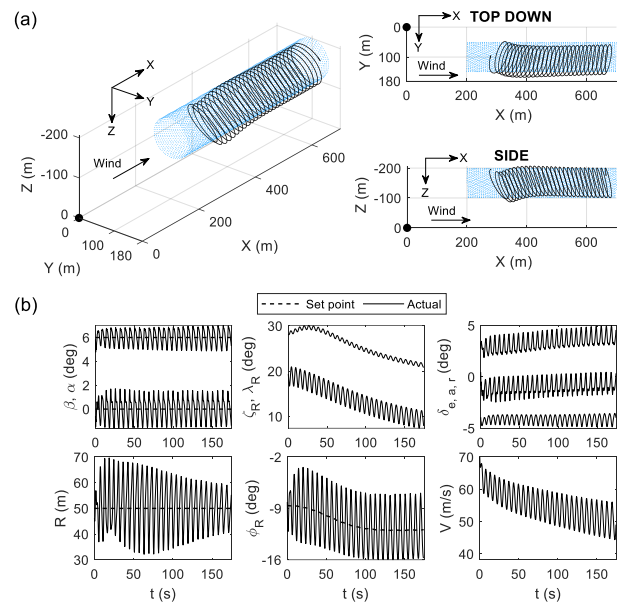 (a)
X
Y
Z
Wind
-200
-100
0
Z (m)
0
100
180
Y (m)
0
200
400
600
X (m)
TOP DOWN
0
100
180
Y (m)
X
Y
Wind
0 200 400 600
X (m)
SIDE
-200
-100
0
Z (m)
X
Z
Wind
0 200 400 600
X (m)
(b)
Set point Actual
β, α (deg)
6
4
2
0
0 50 100 150
ζR, λR (deg)
30
20
10
0 50 100 150
δe, a, r (deg)
5
0
-5
0 50 100 150
R (m)
70
60
50
40
30
0 50 100 150
t (s)
ϕR (deg)
-2
-9
-16
0 50 100 150
t (s)
V (m/s)
70
60
50
40
0 50 100 150
t (s)